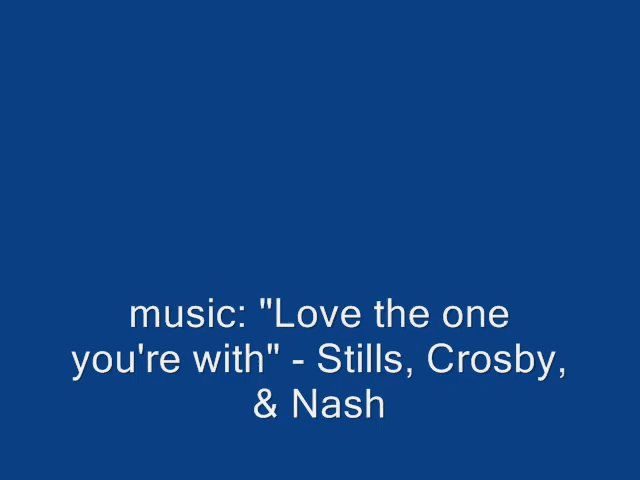 music: "Love the one
you're with" - Stills, Crosby,
& Nash